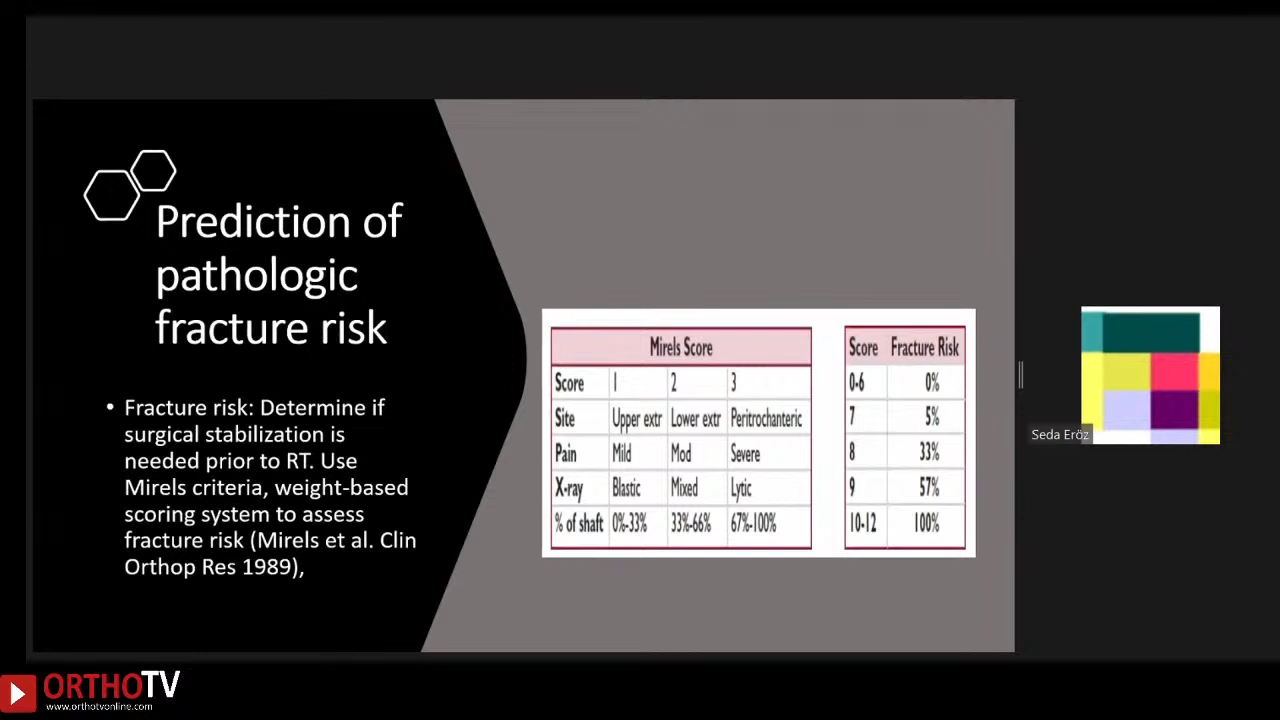 Prediction of
pathologic
fracture risk
• Fracture risk: Determine if
surgical stabilization is
needed prior to RT. Use
Mirels criteria, weight-based
scoring system to assess
fracture risk (Mirels et al. Clin
Orthop Res 1989),
Mirels Score
Score 1 2 3
Site Upper extr Lower extr Peritrochanteric
Pain Mild Mod Severe
X-ray Blastic Mixed Lytic
% of shaft 0%-33% 33%-66% 67%-100%
Score Fracture Risk
0-6 0%
7 5%
8 33%
9 57%
10-12 100%
Seda Eröz
ORTHOTV
www.orthotvonline.com